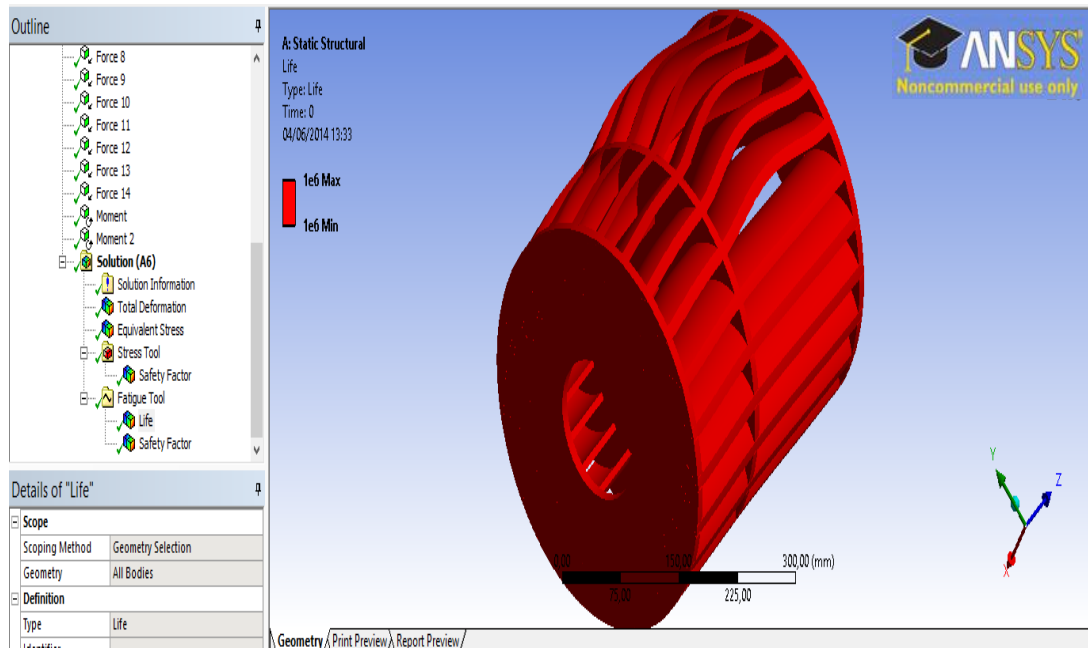 Outline
Force 8
Force 9
Force 10
Force 11
Force 12
Force 13
Force 14
Moment
Moment 2
Solution (A6)
Solution Information
Total Deformation
Equivalent Stress
Stress Tool
Safety Factor
Fatigue Tool
Life
Safety Factor
Details of "Life"
Scope
Scoping Method Geometry Selection
Geometry All Bodies
Definition
Type Life
A: Static Structural
Life
Type: Life
Time: 0
04/06/2014 13:33
1e6 Max
1e6 Min
ANSYS
Noncommercial use only
Y
Z
X
0,00 150,00 300,00 (mm)
75,00 225,00
Geometry Print Preview Report Preview